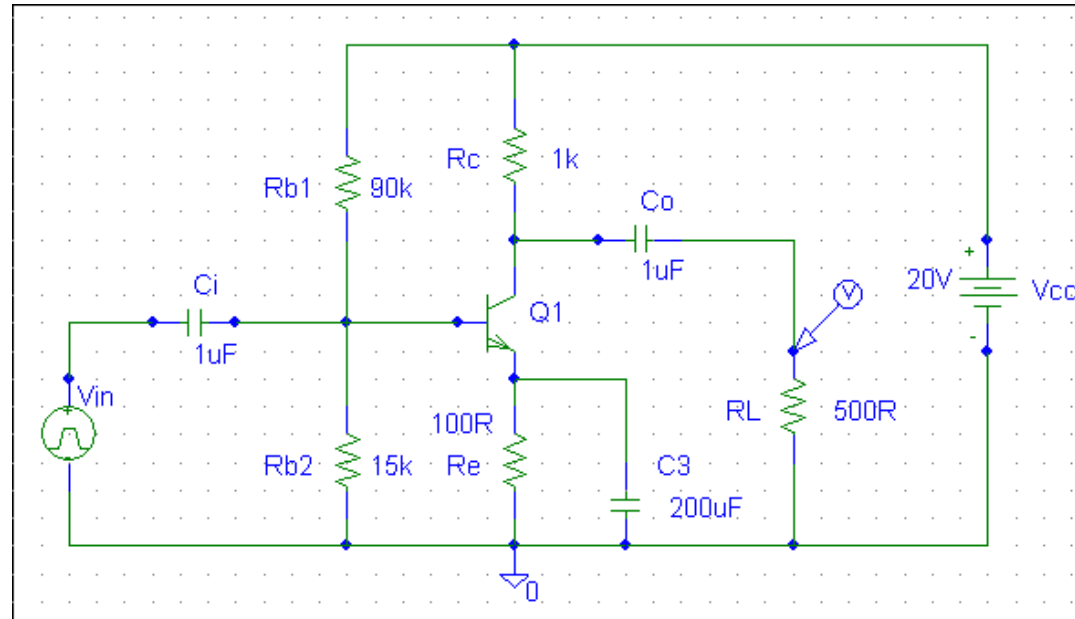 Rc 1k
Rb1 90k
Co
1uF
20V + Vcc
-
Ci
1uF
Q1
V
Vin
+
100R
Re
RL 500R
Rb2 15k
C3
200uF
0